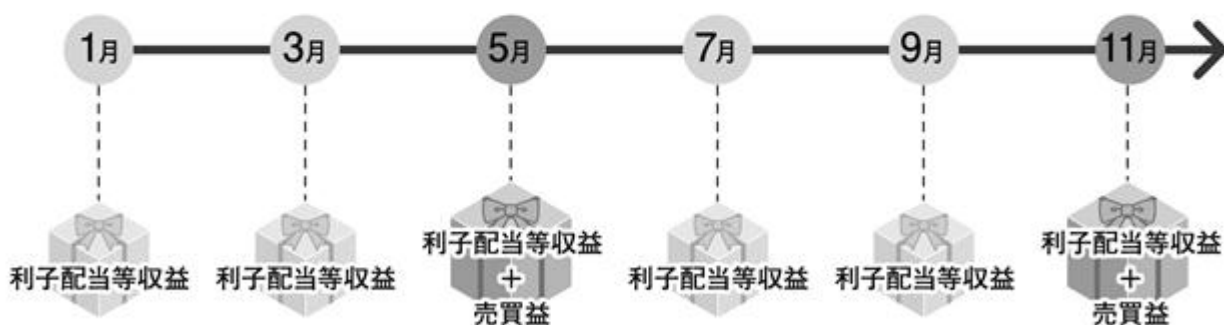 1月
3月
5月
7月
9月
11月
利子配当等収益
利子配当等収益
利子配当等収益
+
売買益
利子配当等収益
利子配当等収益
利子配当等収益
+
売買益